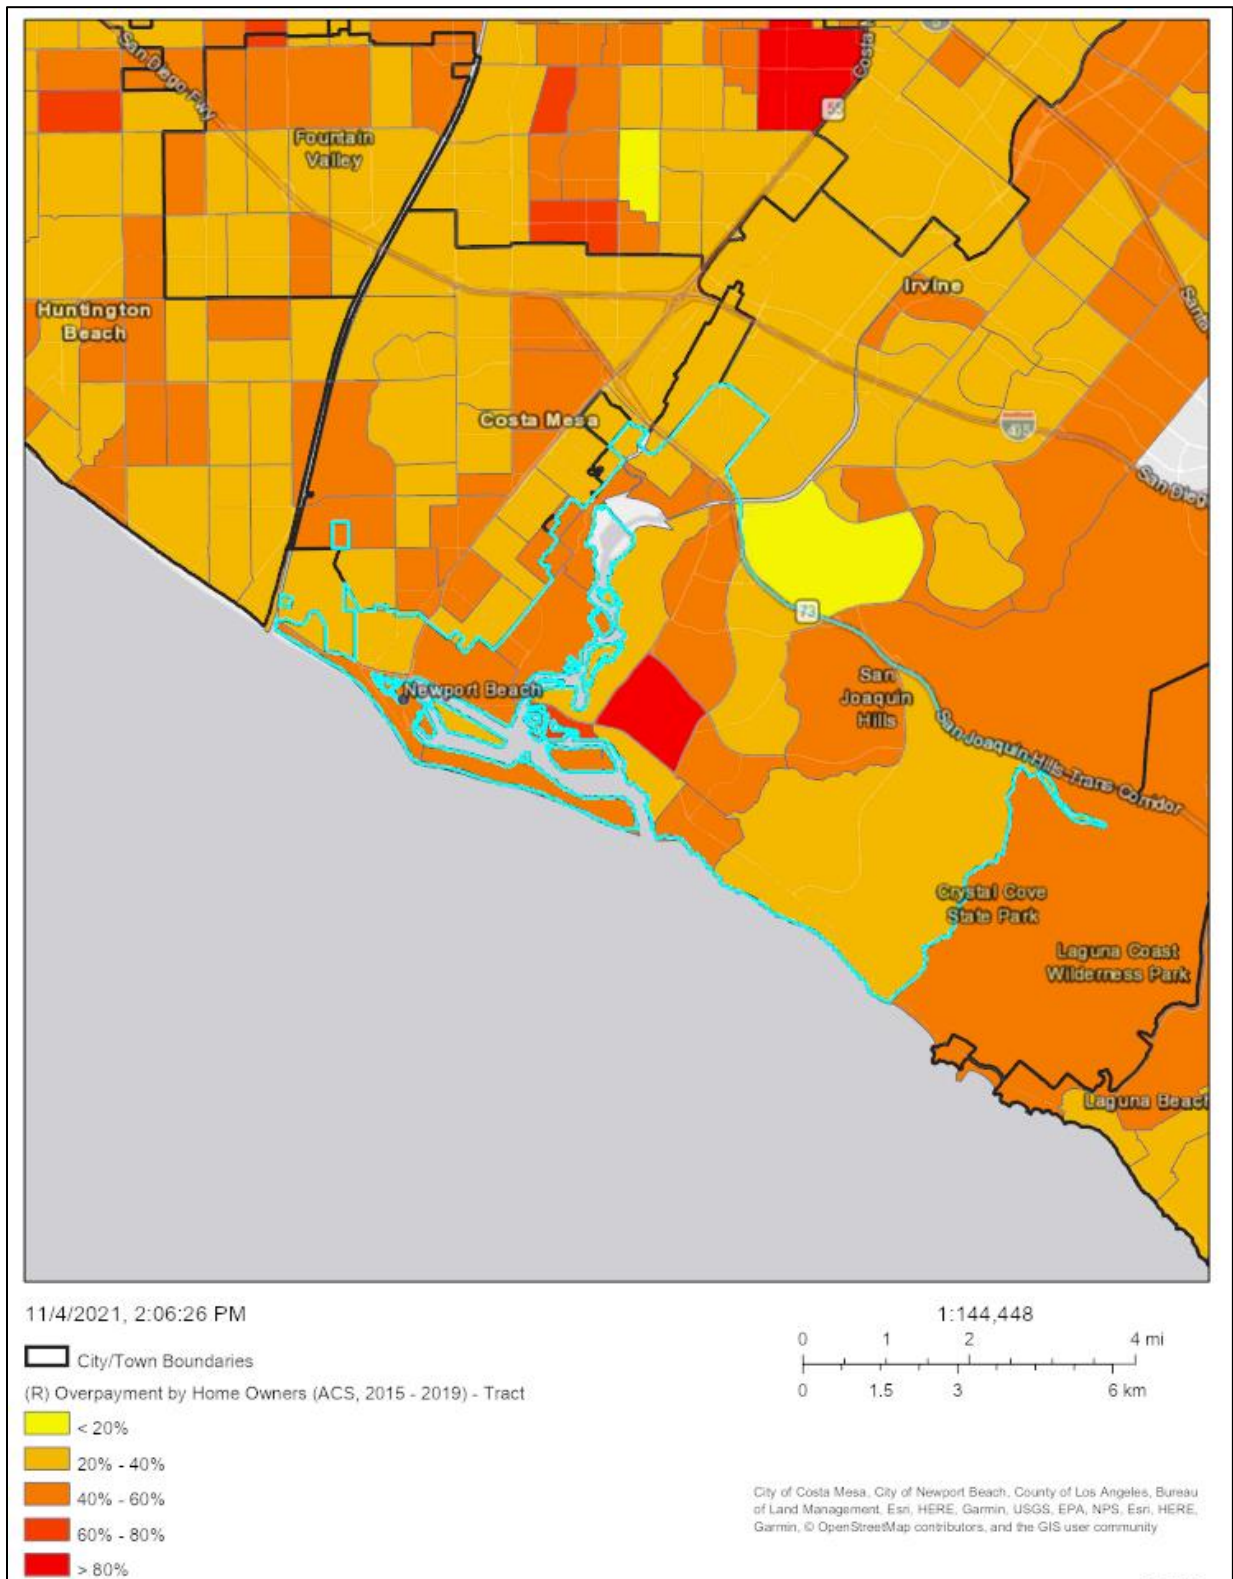 San Diego Fwy
Costa
55
Fountain
Valley
Irvine
Santa
Huntington
Beach
Costa Mesa
405
San Dieg
73
Newport Beach
San
Joaquin
Hills
San Joaquin Hills Trans Corridor
Crystal Cove
State Park
Laguna Coast
Wilderness Park
Laguna Beach
11/4/2021, 2:06:26 PM
1:144,448
0 1 2 4 mi
0 1.5 3 6 km
City/Town Boundaries
(R) Overpayment by Home Owners (ACS, 2015 - 2019) - Tract
< 20%
20% - 40%
40% - 60%
60% - 80%
> 80%
City of Costa Mesa, City of Newport Beach, County of Los Angeles, Bureau
of Land Management, Esri, HERE, Garmin, USGS, EPA, NPS, Esri, HERE,
Garmin, © OpenStreetMap contributors, and the GIS user community